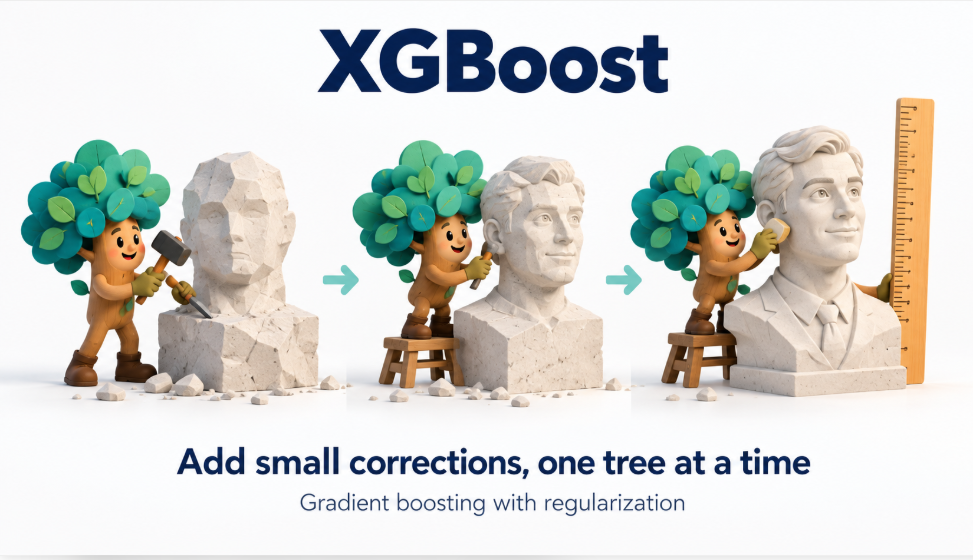 XGBoost
Add small corrections, one tree at a time
Gradient boosting with regularization